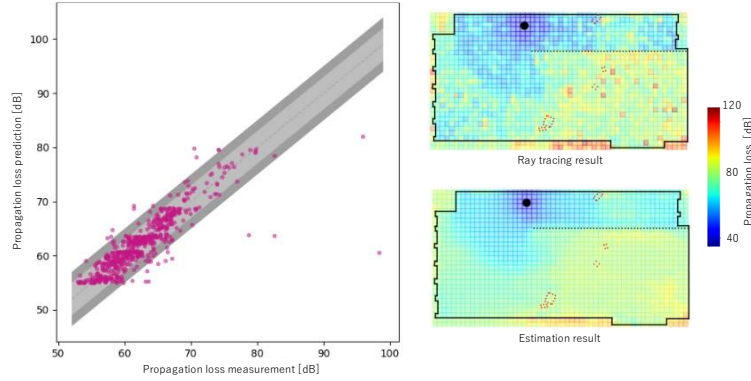 100
90
80
70
60
50
Propagation loss prediction [dB]
50 60 70 80 90 100
Propagation loss measurement [dB]
Ray tracing result
Estimation result
120
80
40
Propagation loss [dB]